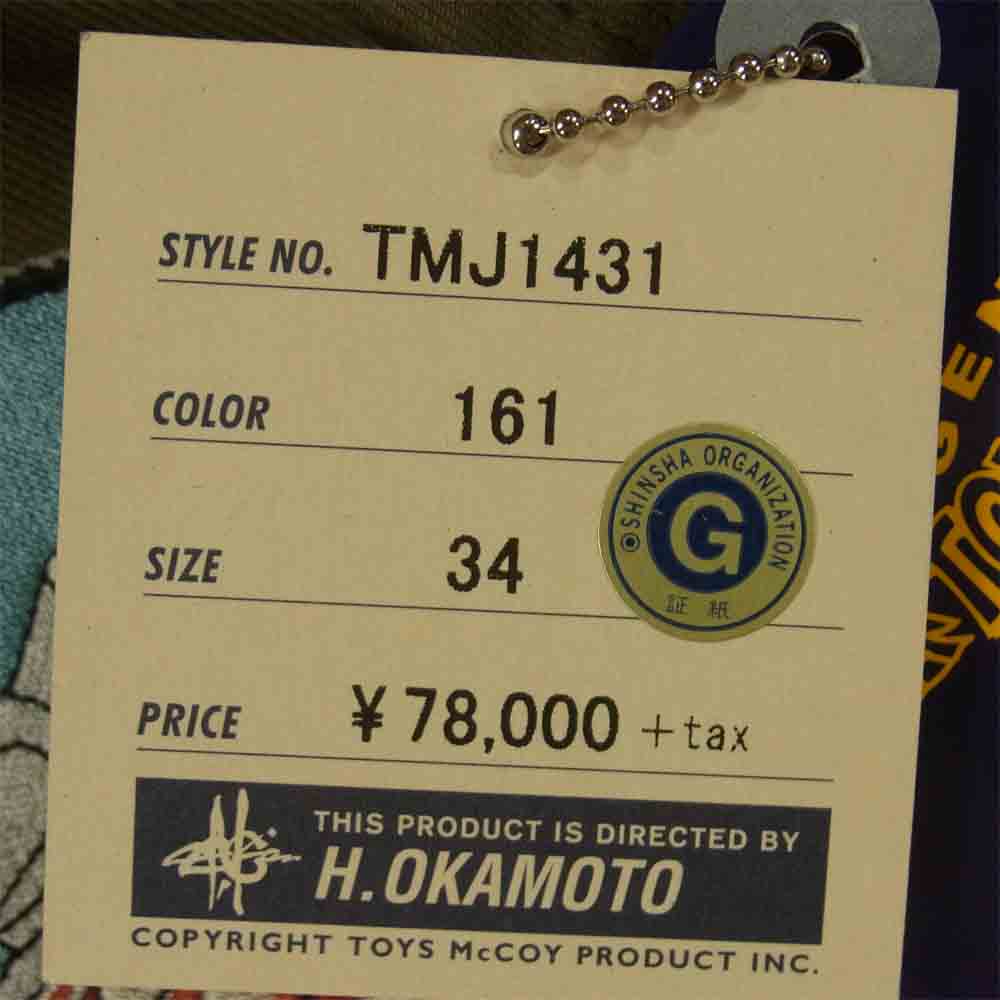 STYLE NO. TMJ1431
COLOR 161
SHINSHA ORGANIZATION
G
証紙
SIZE 34
PRICE ¥78,000 +tax
THIS PRODUCT IS DIRECTED BY
H.OKAMOTO
COPYRIGHT TOYS McCOY PRODUCT INC.